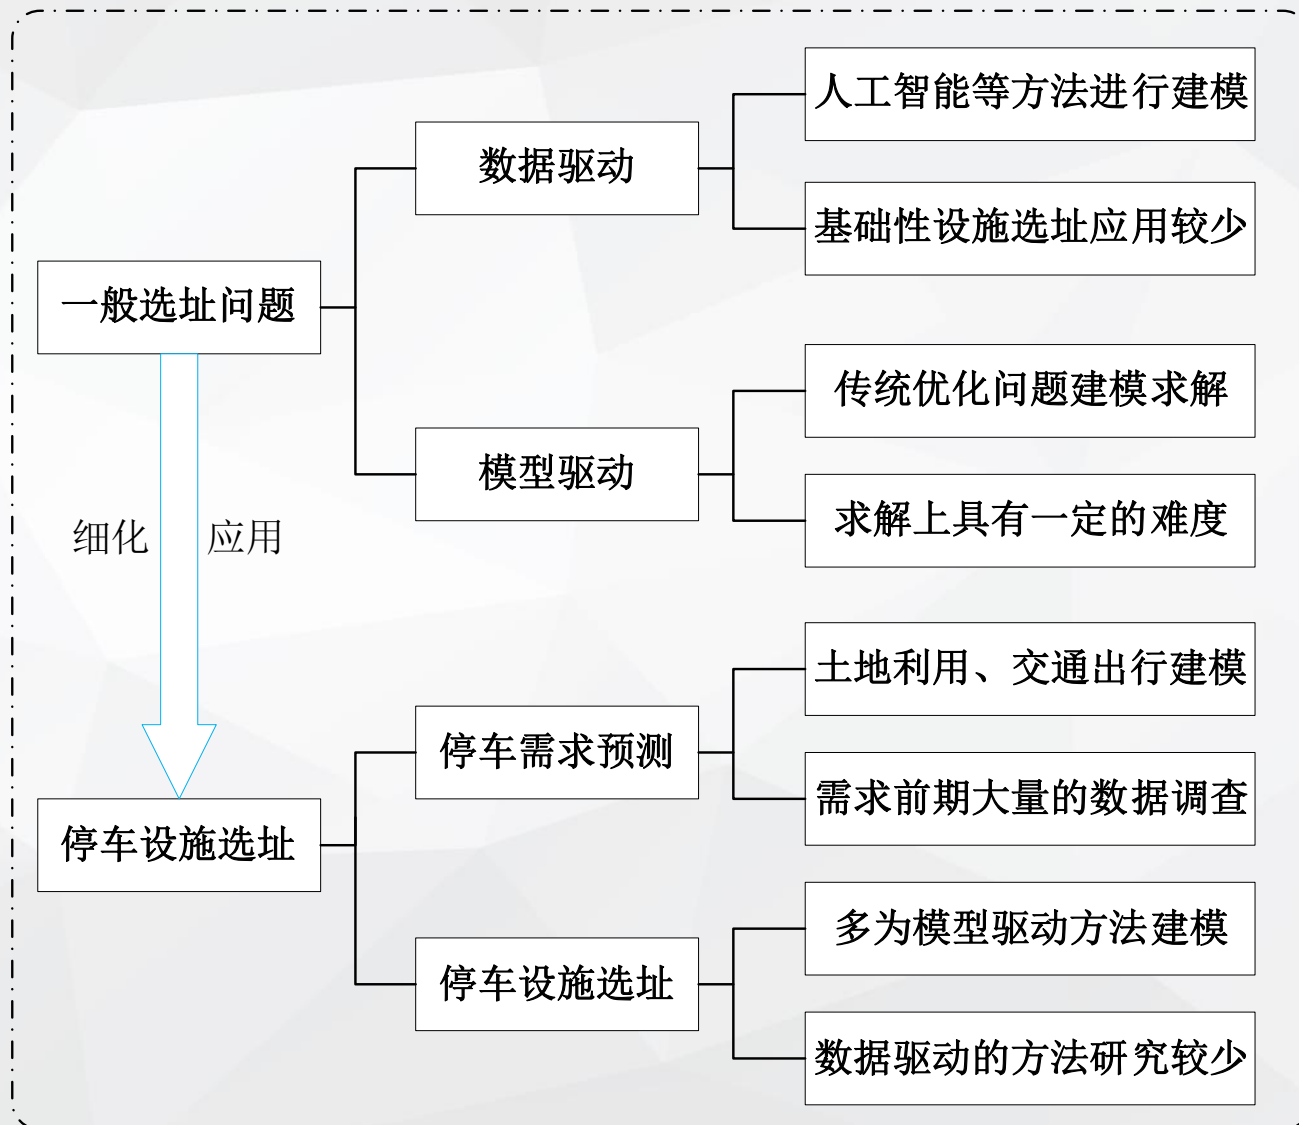 一般选址问题
数据驱动
人工智能等方法进行建模
基础性设施选址应用较少
模型驱动
传统优化问题建模求解
求解上具有一定的难度
细化
应用
停车设施选址
停车需求预测
土地利用、交通出行建模
需求前期大量的数据调查
停车设施选址
多为模型驱动方法建模
数据驱动的方法研究较少